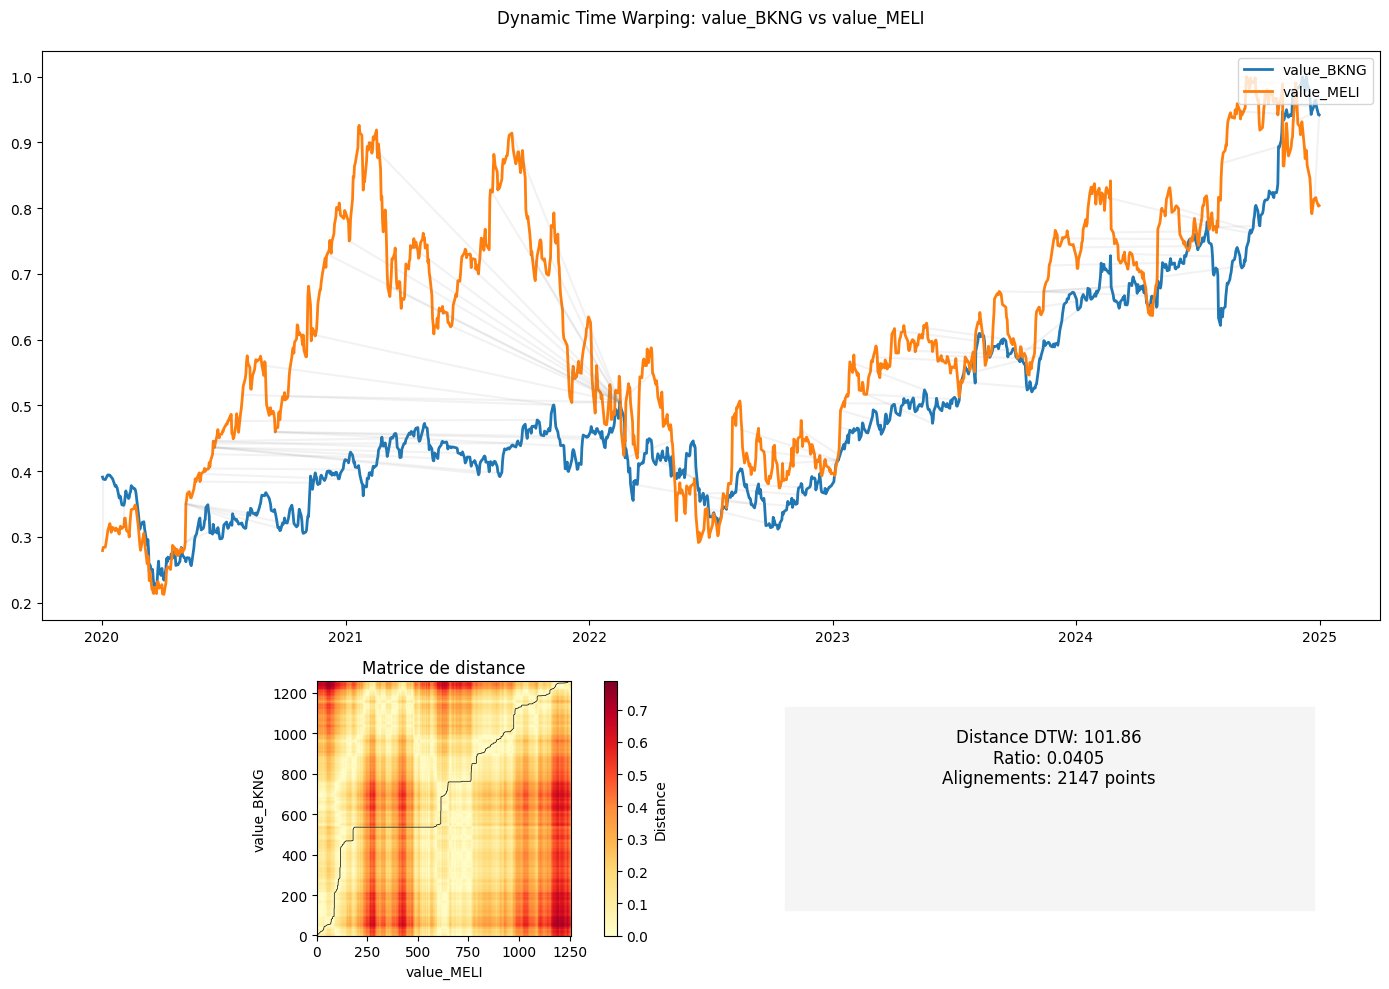 Dynamic Time Warping: value_BKNG vs value_MELI
1.0
0.9
0.8
0.7
0.6
0.5
0.4
0.3
0.2
value_BKNG
value_MELI
2020 2021 2022 2023 2024 2025
Matrice de distance
1200
1000
800
600
400
200
0
value_BKNG
0 250 500 750 1000 1250
value_MELI
0.7
0.6
0.5
0.4
0.3
0.2
0.1
0.0
Distance
Distance DTW: 101.86
Ratio: 0.0405
Alignements: 2147 points